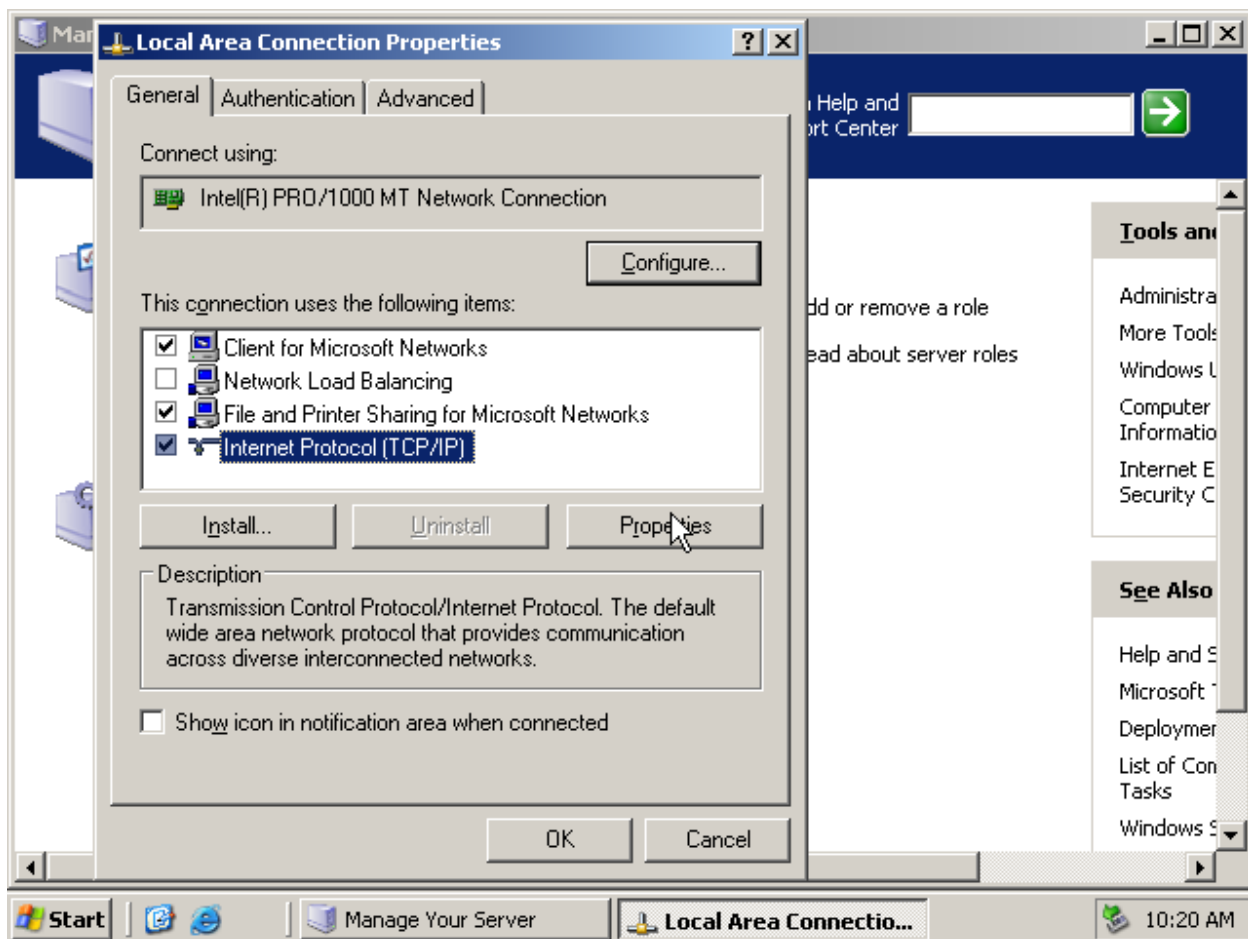 Local Area Connection Properties
General
Authentication
Advanced
Connect using:
Intel(R) PRO/1000 MT Network Connection
Configure...
This connection uses the following items:
Client for Microsoft Networks
Network Load Balancing
File and Printer Sharing for Microsoft Networks
Internet Protocol (TCP/IP)
Install...
Uninstall
Properties
Description
Transmission Control Protocol/Internet Protocol. The default
wide area network protocol that provides communication
across diverse interconnected networks.
Show icon in notification area when connected
OK
Cancel
Help and
Center
or remove a role
about server roles
Tools
More
Windows
Computer
Internet
Security
See Also
Help and
Microsoft
List of
Tasks
Windows
Start
Manage Your Server
Local Area Connectio...
10:20 AM